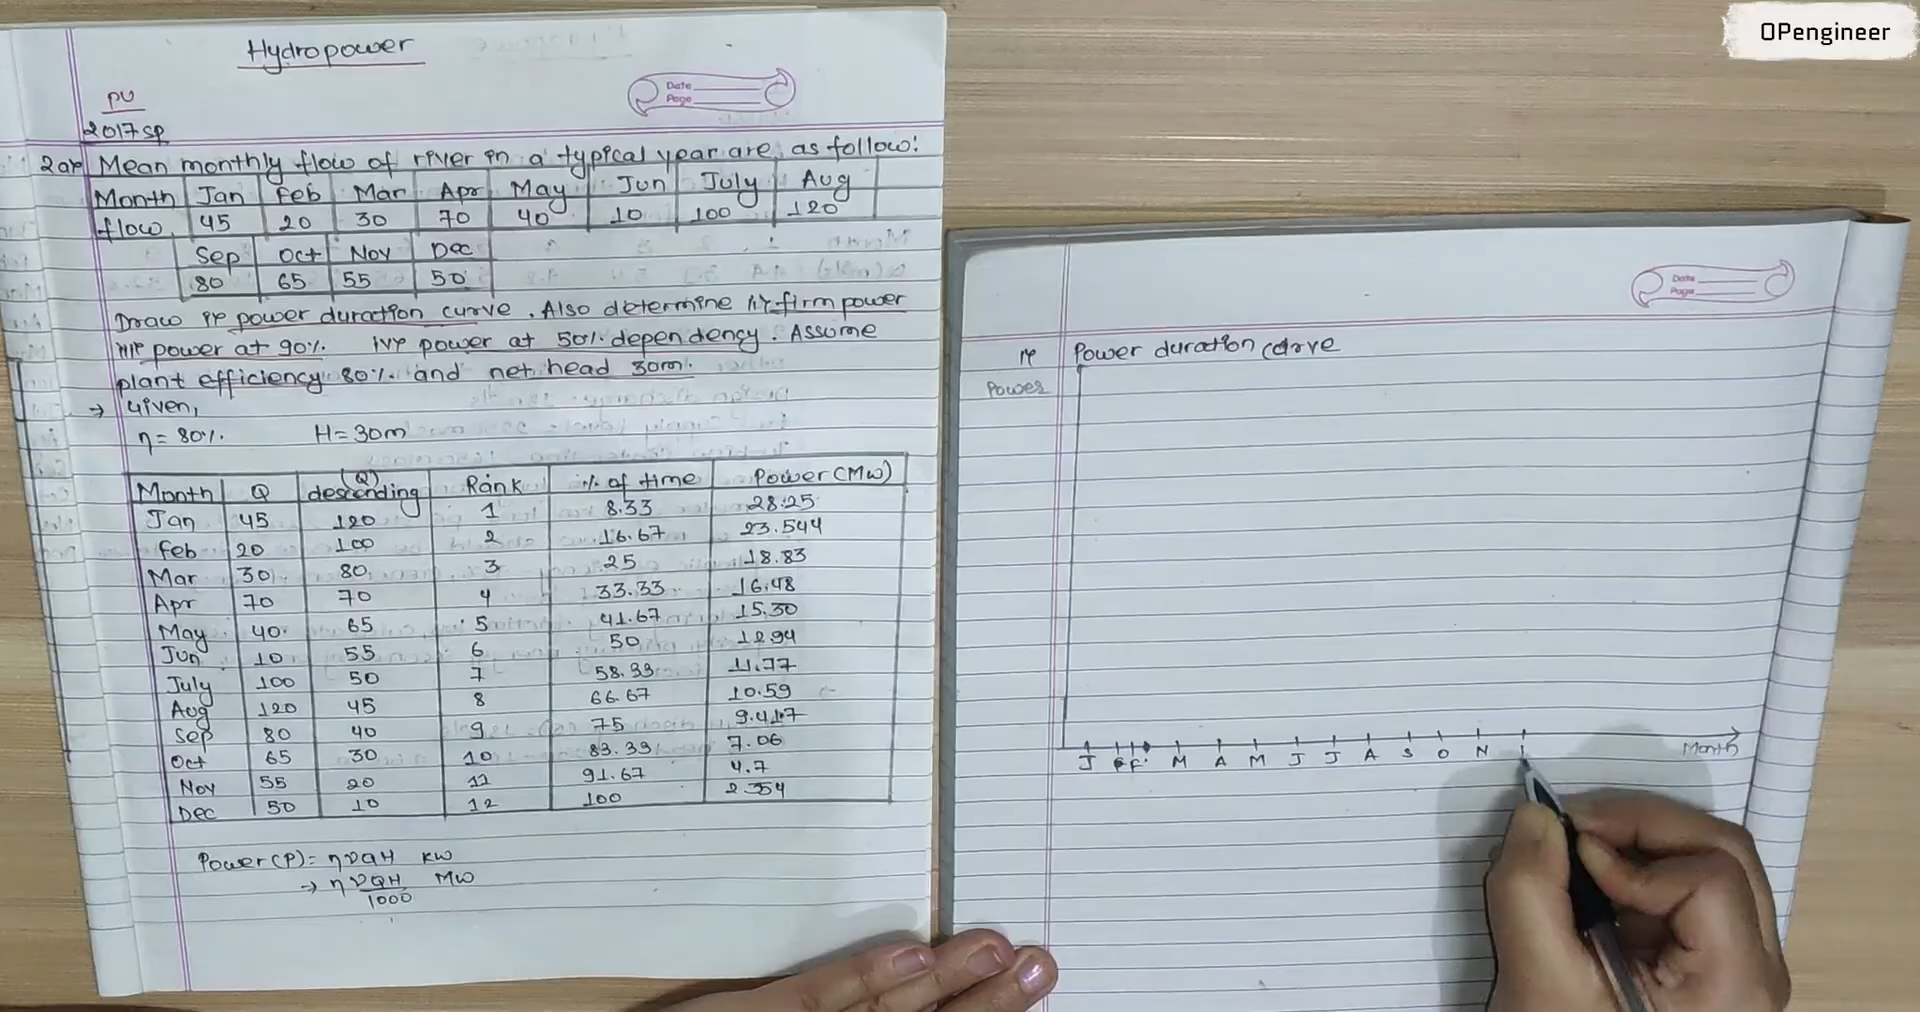 OPengineer
Hydropower
Date
Page
PU
2017 sp
2a) Mean monthly flow of river in a typical year are as follow:
Month Jan Feb Mar Apr May Jun July Aug
flow 45 20 30 70 40 10 100 120
Sep Oct Nov Dec
80 65 55 50
Draw i) power duration curve. Also determine ii) firm power
iii) power at 90%. iv) power at 50% dependency. Assume
plant efficiency 80% and net head 30m.
→ Given,
η = 80% H = 30m
Month Q (Q) descending Rank % of time Power (MW)
Jan 45 120 1 8.33 28.25
Feb 20 100 2 16.67 23.544
Mar 30 80 3 25 18.83
Apr 70 70 4 33.33 16.48
May 40 65 5 41.67 15.30
Jun 10 55 6 50 12.94
July 100 50 7 58.33 11.77
Aug 120 45 8 66.67 10.59
Sep 80 40 9 75 9.417
Oct 65 30 10 83.33 7.06
Nov 55 20 11 91.67 4.7
Dec 50 10 12 100 2.354
Power (P) = ηγQH KW
→ ηγQH MW
1000
Date
Page
i) Power duration curve
Power
J F M A M J J A S O N
Month